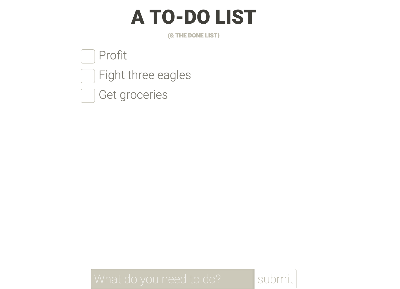 A TO-DO LIST
(& THE DONE LIST)
Profit
Fight three eagles
Get groceries
What do you need to do?
submit